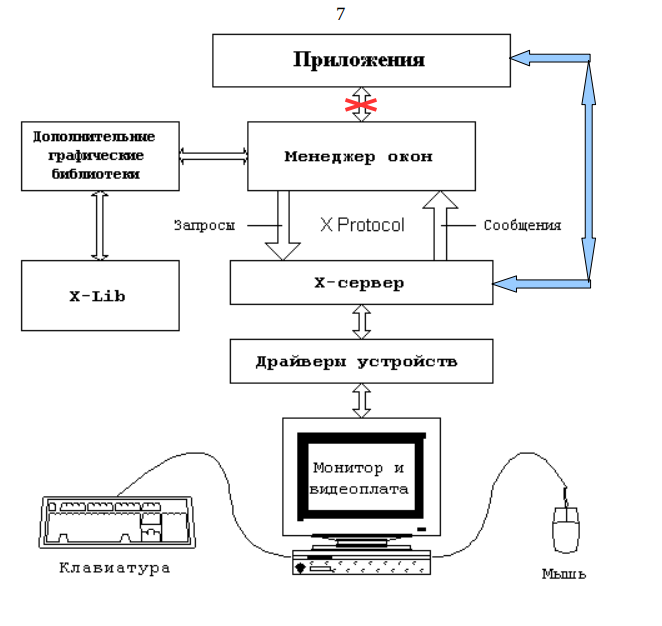 7
Приложения
Дополнительные
графические
библиотеки
Менеджер окон
Запросы
X Protocol
Сообщения
X-Lib
X-сервер
Драйверы устройств
Монитор и
видеоплата
Клавиатура
Мышь